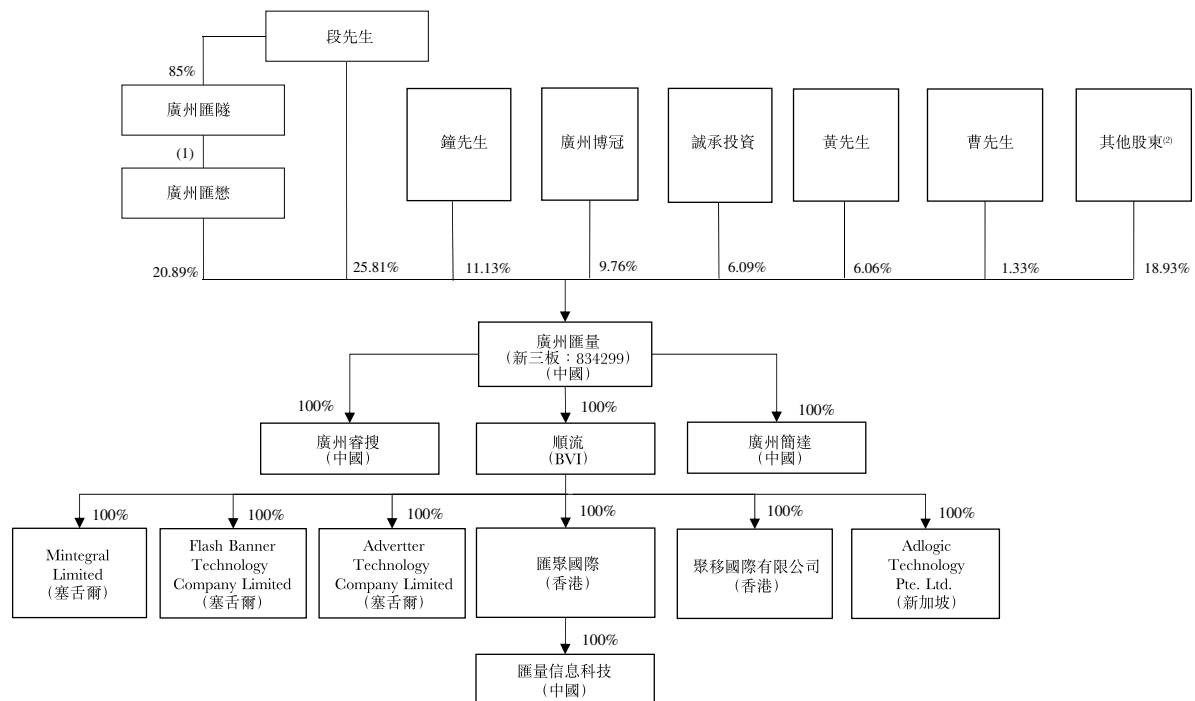 段先生
85%
廣州匯隧
(1)
廣州匯懋
鐘先生
廣州博冠
誠承投資
黃先生
曹先生
其他股東(2)
20.89%
25.81%
11.13%
9.76%
6.09%
6.06%
1.33%
18.93%
廣州匯量
(新三板：834299)
(中國)
100%
100%
100%
廣州睿搜
(中國)
順流
(BVI)
廣州簡達
(中國)
100%
100%
100%
100%
100%
100%
Mintegral
Limited
(塞舌爾)
Flash Banner
Technology
Company Limited
(塞舌爾)
Advertter
Technology
Company Limited
(塞舌爾)
匯聚國際
(香港)
聚移國際有限公司
(香港)
Adlogic
Technology
Pte. Ltd.
(新加坡)
100%
匯量信息科技
(中國)